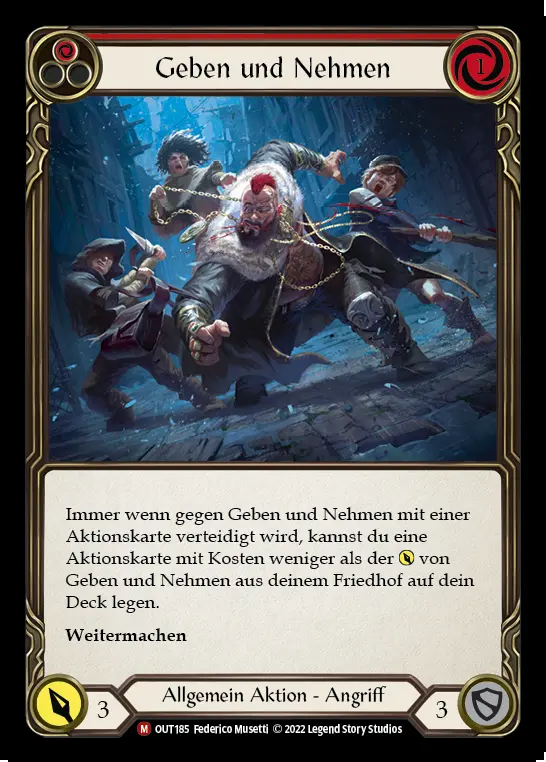 Geben und Nehmen
1
Immer wenn gegen Geben und Nehmen mit einer
Aktionskarte verteidigt wird, kannst du eine
Aktionskarte mit Kosten weniger als der von
Geben und Nehmen aus deinem Friedhof auf dein
Deck legen.
Weitermachen
3
Allgemein Aktion - Angriff
3
M OUT185 Federico Musetti © 2022 Legend Story Studios